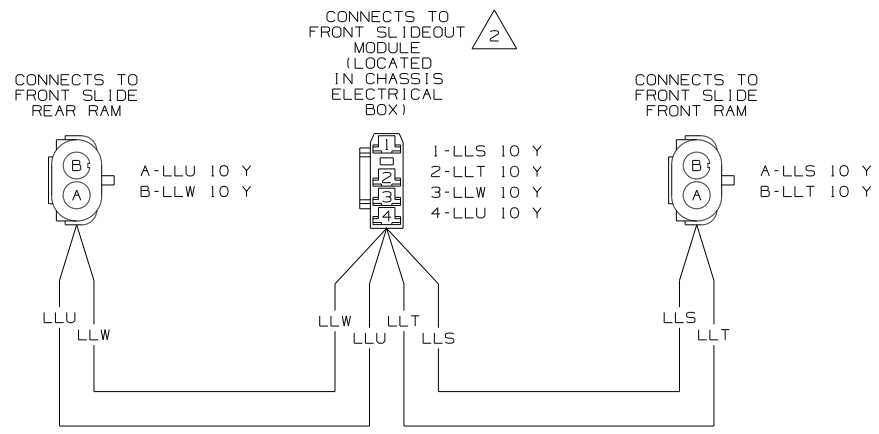 CONNECTS TO
FRONT SLIDEOUT
MODULE
(LOCATED
IN CHASSIS
ELECTRICAL
BOX)
2
CONNECTS TO
FRONT SLIDE
REAR RAM
CONNECTS TO
FRONT SLIDE
FRONT RAM
B
A
A-LLU 10 Y
B-LLW 10 Y
1
2
3
4
1-LLS 10 Y
2-LLT 10 Y
3-LLW 10 Y
4-LLU 10 Y
B
A
A-LLS 10 Y
B-LLT 10 Y
LLU
LLW
LLW
LLU
LLT
LLS
LLS
LLT